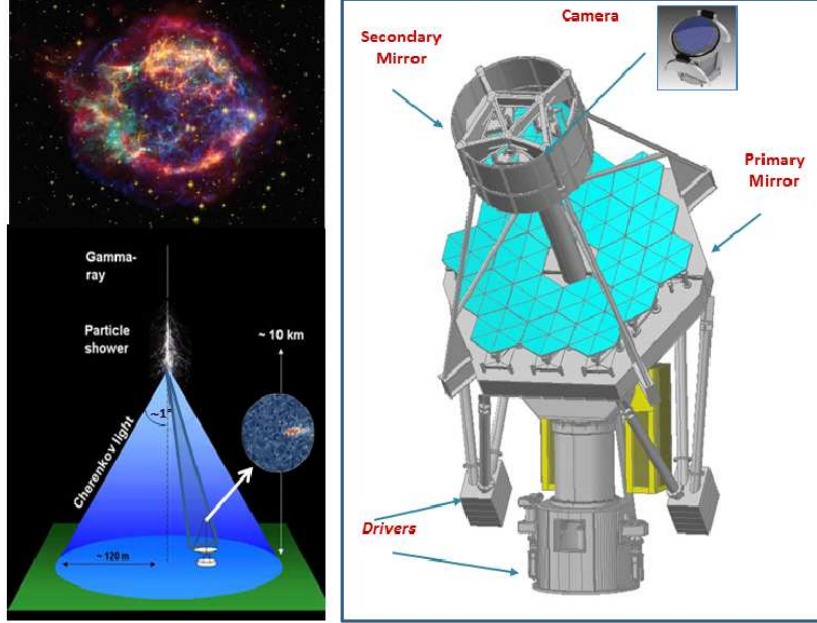 Gamma-
ray
Particle
shower
~ 10 km
~1°
Cherenkov light
~ 120 m
Camera
Secondary
Mirror
Primary
Mirror
Drivers